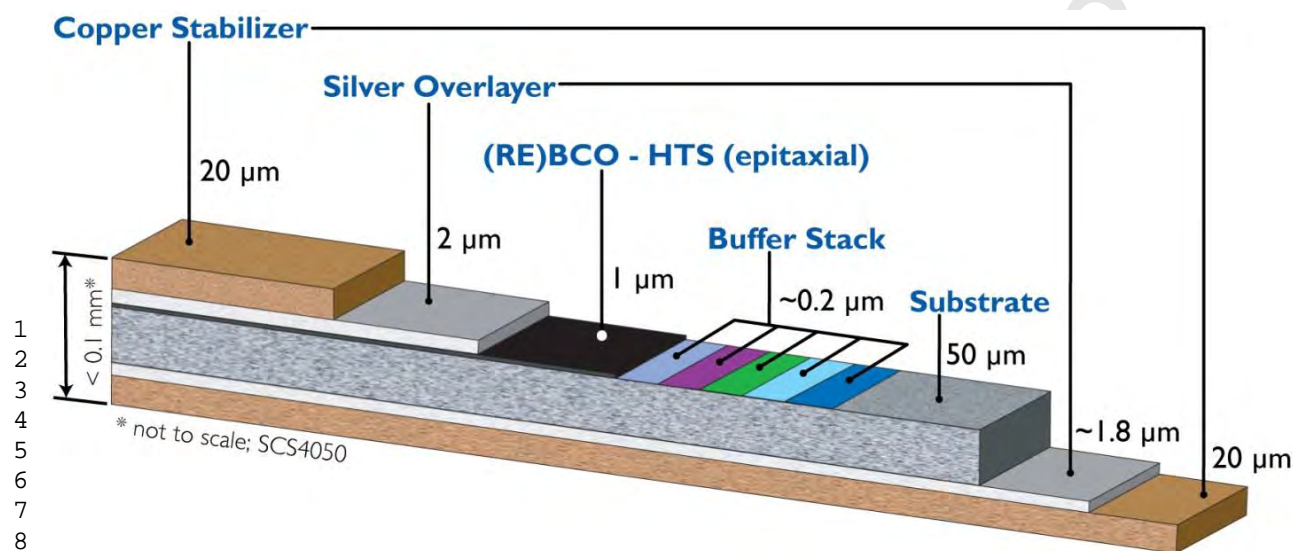 Copper Stabilizer
Silver Overlayer
(RE)BCO - HTS (epitaxial)
20 µm
2 µm
Buffer Stack
1 µm
~0.2 µm
Substrate
50 µm
< 0.1 mm*
~1.8 µm
20 µm
* not to scale; SCS4050
1
2
3
4
5
6
7
8